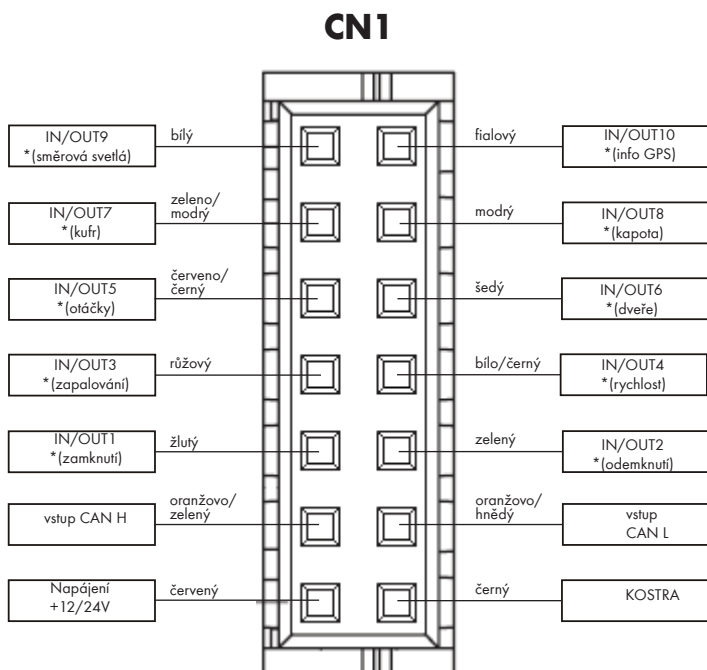 CN1
IN/OUT9
*(směrová svetlá)
bílý
fialový
IN/OUT10
*(info GPS)
IN/OUT7
*(kufr)
zeleno/
modrý
modrý
IN/OUT8
*(kapota)
IN/OUT5
*(otáčky)
červeno/
černý
šedý
IN/OUT6
*(dveře)
IN/OUT3
*(zapalování)
růžový
bílo/černý
IN/OUT4
*(rychlost)
IN/OUT1
*(zamknutí)
žlutý
zelený
IN/OUT2
*(odemknutí)
vstup CAN H
oranžovo/
zelený
oranžovo/
hnědý
vstup
CAN L
Napájení
+12/24V
červený
černý
KOSTRA